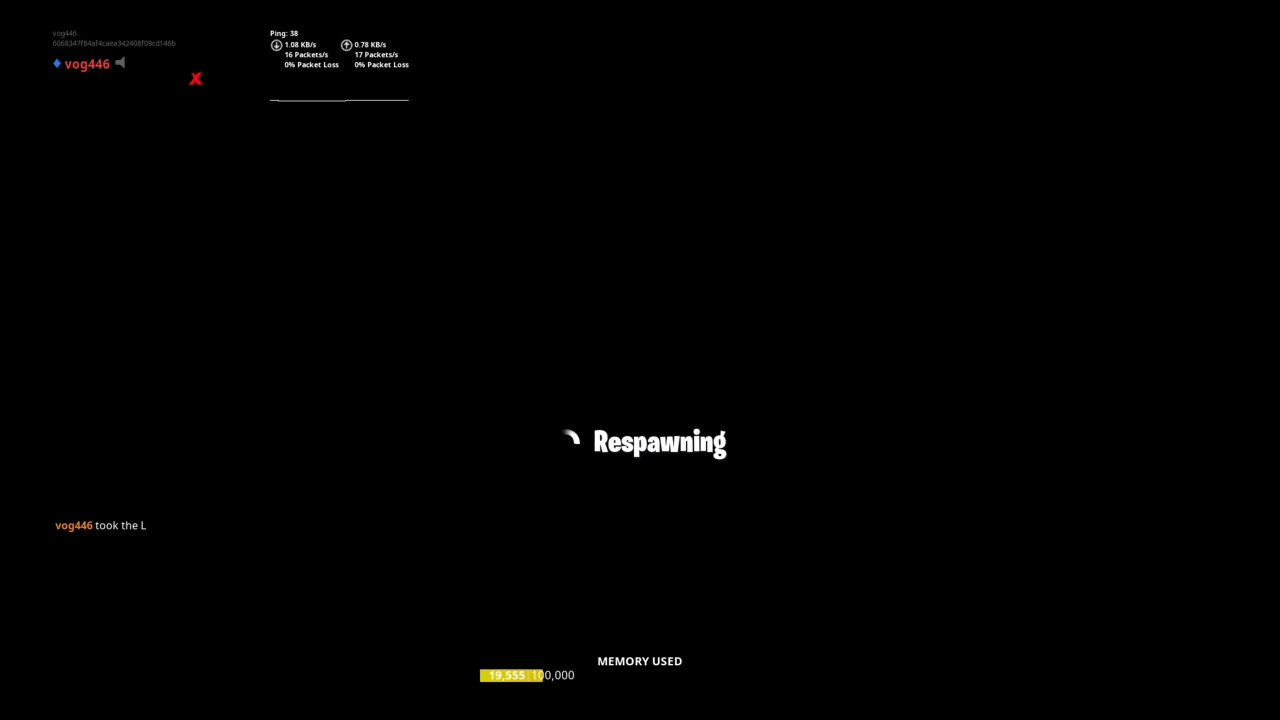 vog446
6068347f84af4caea342408f09cd146b
vog446
X
Ping: 38
1.08 KB/s 0.78 KB/s
16 Packets/s 17 Packets/s
0% Packet Loss 0% Packet Loss
Respawning
vog446 took the L
MEMORY USED
19,555 100,000